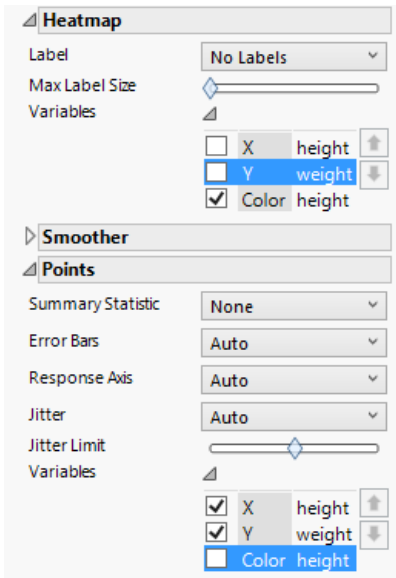 Heatmap
Label No Labels
Max Label Size
Variables
X height
Y weight
Color height
Smoother
Points
Summary Statistic None
Error Bars Auto
Response Axis Auto
Jitter Auto
Jitter Limit
Variables
X height
Y weight
Color height